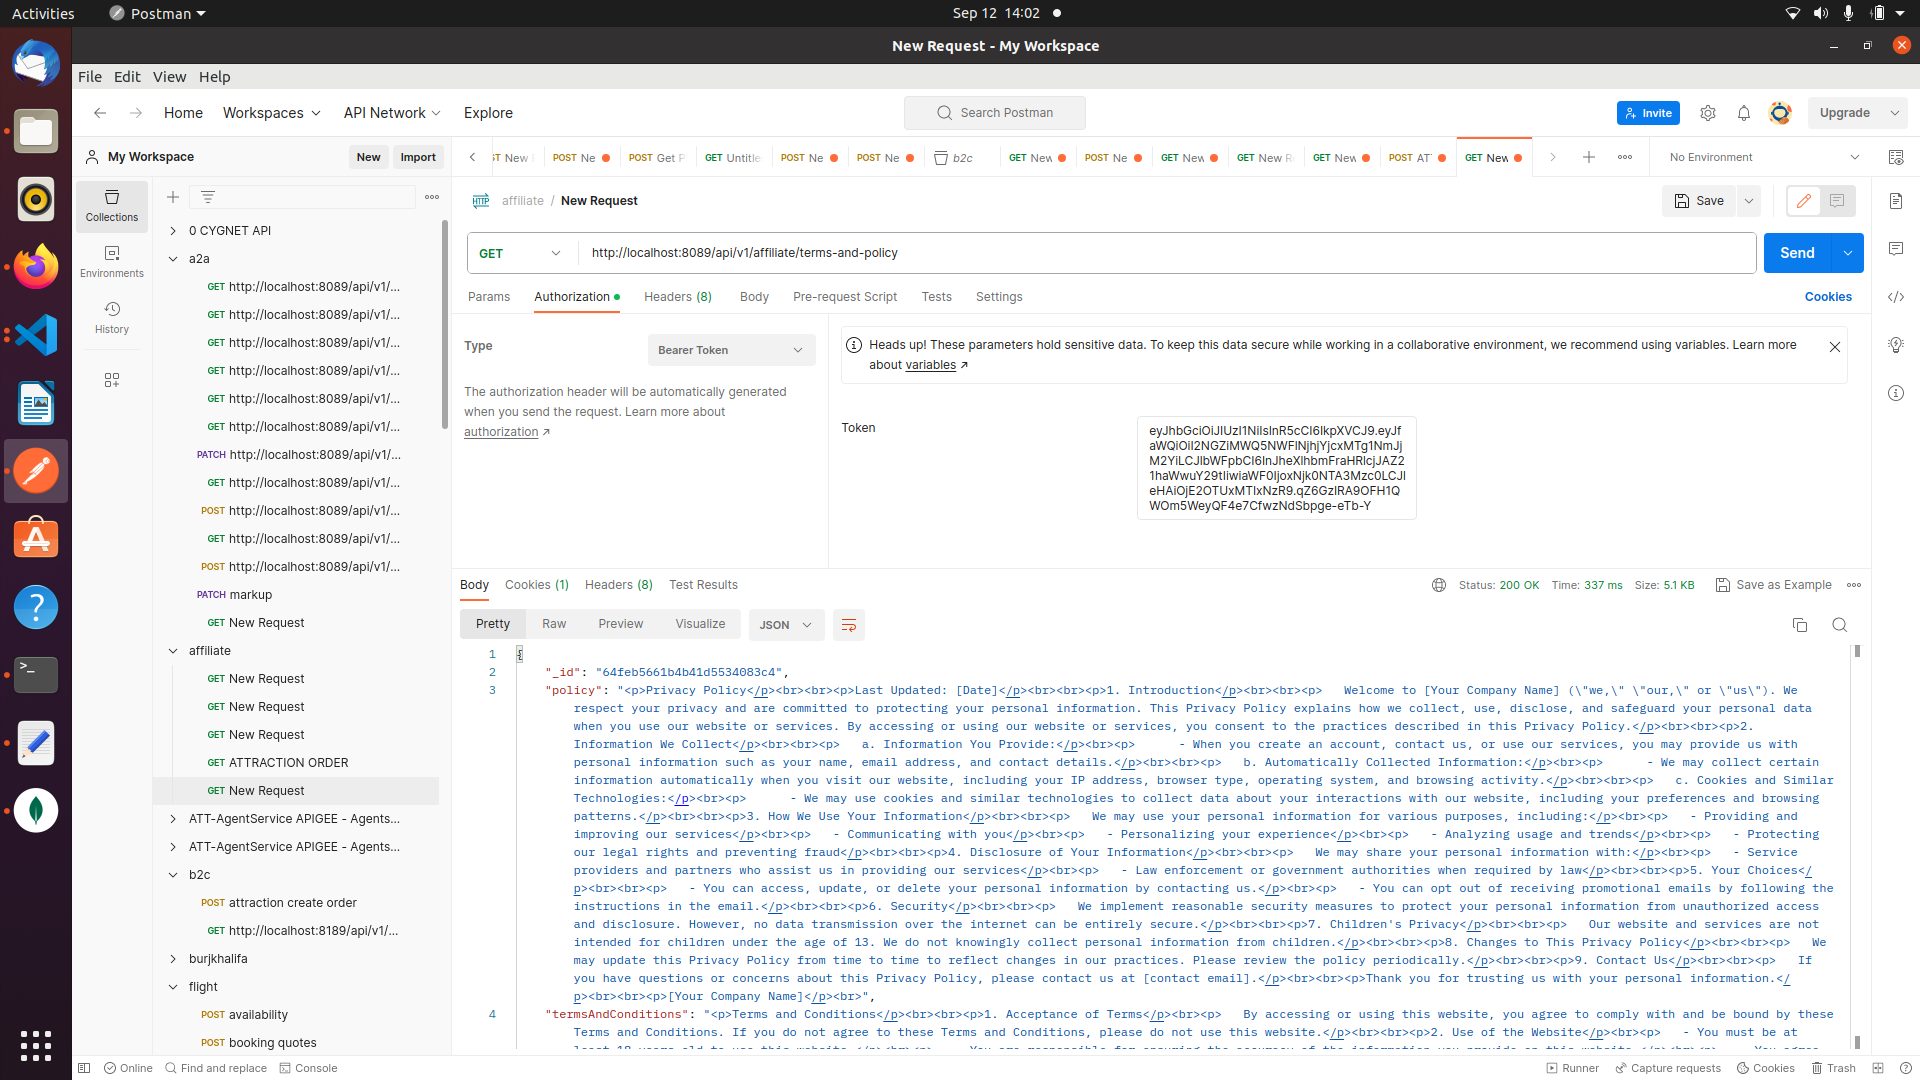 Activities
Postman
Sep 12 14:02
New Request - My Workspace
File Edit View Help
Home Workspaces API Network Explore
Search Postman
Invite
Upgrade
My Workspace
New
Import
ST New
POST Ne
POST Get P
GET Untitle
POST Ne
POST Ne
b2c
GET New
POST Ne
GET New
GET New R
GET New
POST AT
GET New
No Environment
Collections
Environments
History
0 CYGNET API
a2a
GET http://localhost:8089/api/v1/...
GET http://localhost:8089/api/v1/...
GET http://localhost:8089/api/v1/...
GET http://localhost:8089/api/v1/...
GET http://localhost:8089/api/v1/...
GET http://localhost:8089/api/v1/...
PATCH http://localhost:8089/api/v1/...
GET http://localhost:8089/api/v1/...
POST http://localhost:8089/api/v1/...
GET http://localhost:8089/api/v1/...
POST http://localhost:8089/api/v1/...
PATCH markup
GET New Request
affiliate
GET New Request
GET New Request
GET New Request
GET ATTRACTION ORDER
GET New Request
ATT-AgentService APIGEE - Agents...
ATT-AgentService APIGEE - Agents...
b2c
POST attraction create order
GET http://localhost:8189/api/v1/...
burjkhalifa
flight
POST availability
POST booking quotes
HTTP affiliate / New Request
Save
GET http://localhost:8089/api/v1/affiliate/terms-and-policy
Send
Params Authorization Headers (8) Body Pre-request Script Tests Settings Cookies
Type
Bearer Token
The authorization header will be automatically generated
when you send the request. Learn more about
authorization ↗
Heads up! These parameters hold sensitive data. To keep this data secure while working in a collaborative environment, we recommend using variables. Learn more
about variables ↗
Token
Body Cookies (1) Headers (8) Test Results
Status: 200 OK Time: 337 ms Size: 5.1 KB Save as Example
Pretty Raw Preview Visualize JSON
1 {
2 "_id": "64feb5661b4b41d5534083c4",
3 "policy": "<p>Privacy Policy</p><br><br><p>Last Updated: [Date]</p><br><br><p>1. Introduction</p><br><br><p> Welcome to [Your Company Name] (\"we,\" \"our,\" or \"us\"). We
respect your privacy and are committed to protecting your personal information. This Privacy Policy explains how we collect, use, disclose, and safeguard your personal data
when you use our website or services. By accessing or using our website or services, you consent to the practices described in this Privacy Policy.</p><br><br><p>2.
Information We Collect</p><br><br><p> a. Information You Provide:</p><br><p> - When you create an account, contact us, or use our services, you may provide us with
personal information such as your name, email address, and contact details.</p><br><br><p> b. Automatically Collected Information:</p><br><p> - We may collect certain
information automatically when you visit our website, including your IP address, browser type, operating system, and browsing activity.</p><br><br><p> c. Cookies and Similar
Technologies:</p><br><p> - We may use cookies and similar technologies to collect data about your interactions with our website, including your preferences and browsing
patterns.</p><br><br><p>3. How We Use Your Information</p><br><br><p> We may use your personal information for various purposes, including:</p><br><p> - Providing and
improving our services</p><br><p> - Communicating with you</p><br><p> - Personalizing your experience</p><br><p> - Analyzing usage and trends</p><br><p> - Protecting
our legal rights and preventing fraud</p><br><br><p>4. Disclosure of Your Information</p><br><br><p> We may share your personal information with:</p><br><p> - Service
providers and partners who assist us in providing our services</p><br><p> - Law enforcement or government authorities when required by law</p><br><br><p>5. Your Choices</
p><br><br><p> - You can access, update, or delete your personal information by contacting us.</p><br><p> - You can opt out of receiving promotional emails by following the
instructions in the email.</p><br><br><p>6. Security</p><br><br><p> We implement reasonable security measures to protect your personal information from unauthorized access
and disclosure. However, no data transmission over the internet can be entirely secure.</p><br><br><p>7. Children's Privacy</p><br><br><p> Our website and services are not
intended for children under the age of 13. We do not knowingly collect personal information from children.</p><br><br><p>8. Changes to This Privacy Policy</p><br><br><p> We
may update this Privacy Policy from time to time to reflect changes in our practices. Please review the policy periodically.</p><br><br><p>9. Contact Us</p><br><br><p> If
you have questions or concerns about this Privacy Policy, please contact us at [contact email].</p><br><br><p>Thank you for trusting us with your personal information.</
p><br><br><p>[Your Company Name]</p><br>",
4 "termsAndConditions": "<p>Terms and Conditions</p><br><br><p>1. Acceptance of Terms</p><br><p> By accessing or using this website, you agree to comply with and be bound by these
Terms and Conditions. If you do not agree to these Terms and Conditions, please do not use this website.</p><br><br><p>2. Use of the Website</p><br><p> - You must be at
Online Find and replace Console
Runner Capture requests Cookies Trash